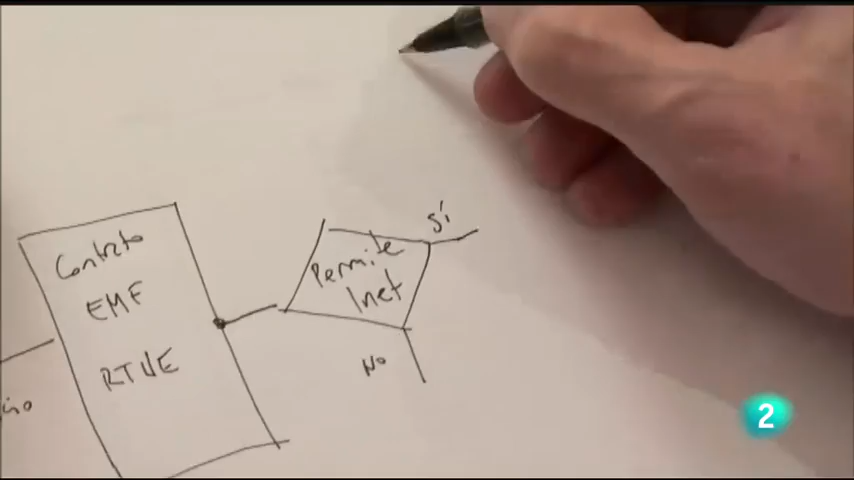 Contrato
EMF
RTVE
Permite
Inet
sí
No
2